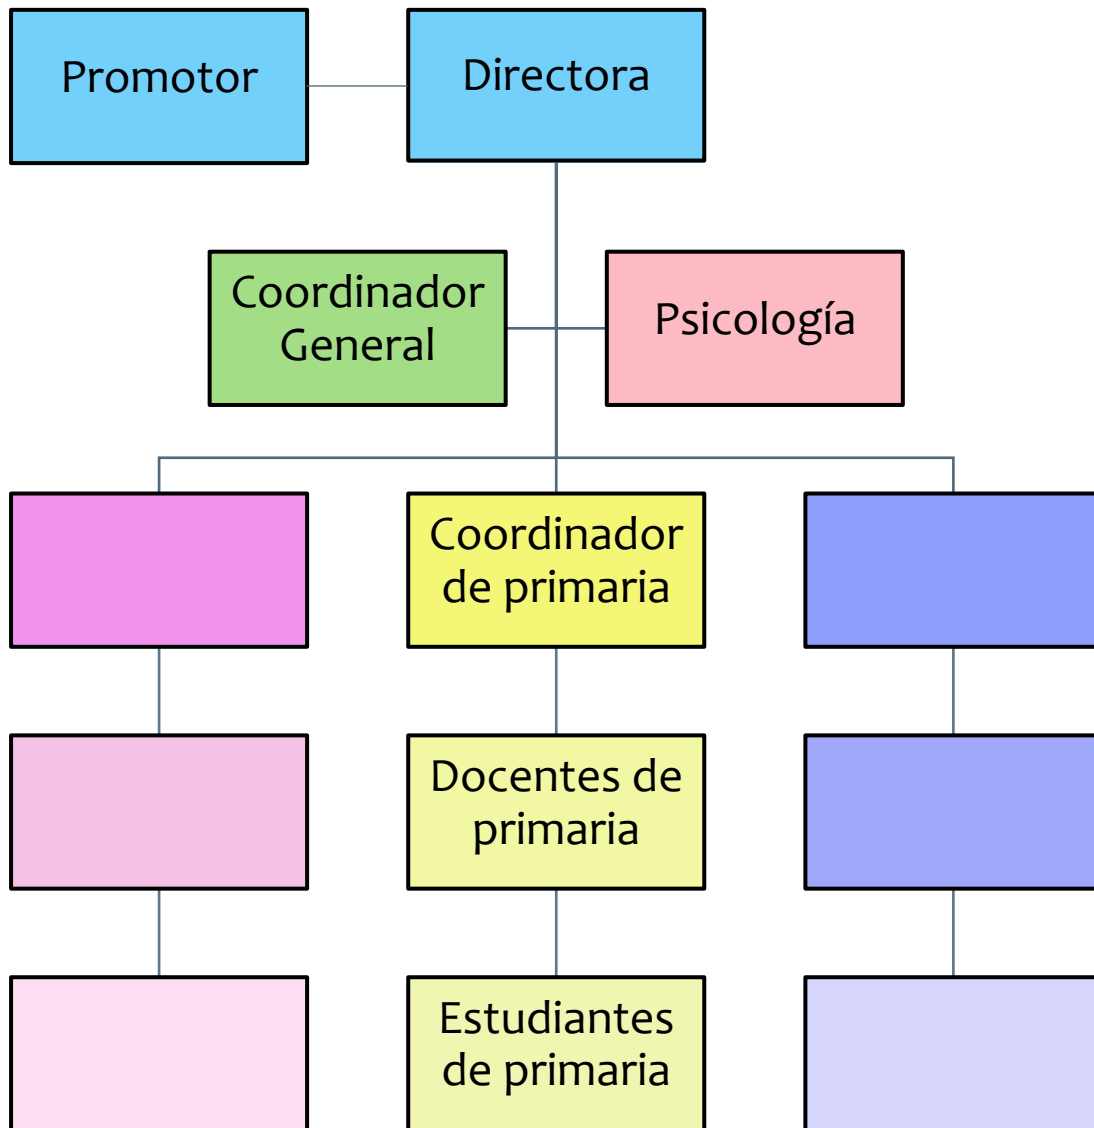 Promotor
Directora
Coordinador
General
Psicología
Coordinador
de primaria
Docentes de
primaria
Estudiantes
de primaria